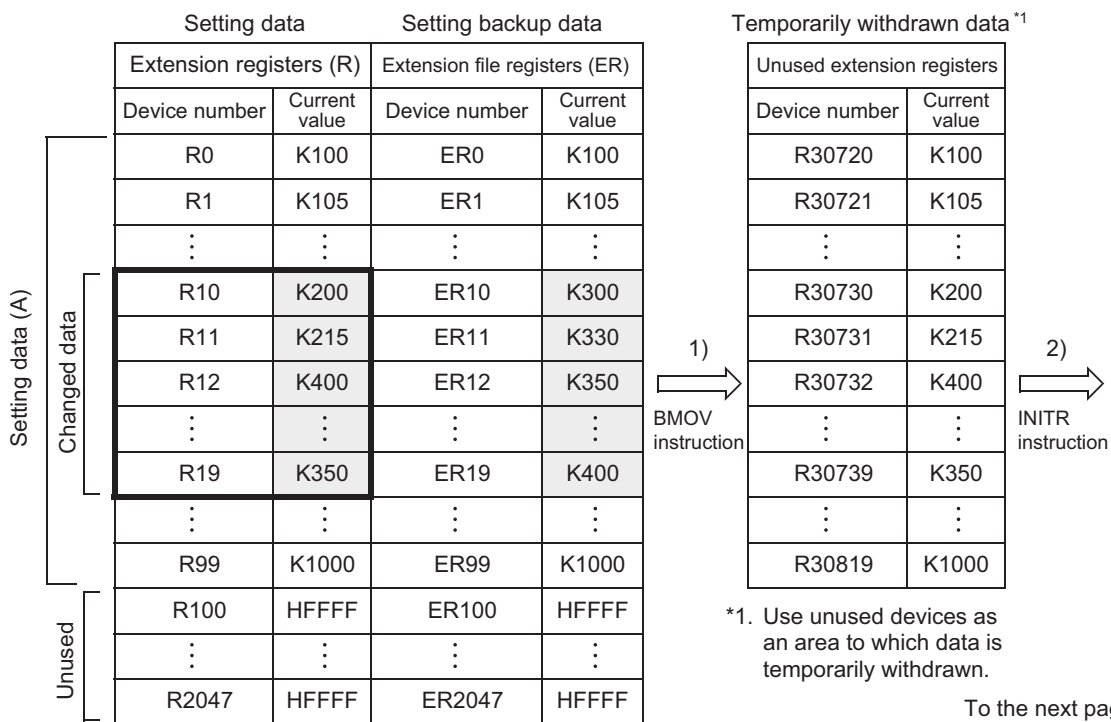 Setting data Setting backup data Temporarily withdrawn data *1
Extension registers (R) Extension file registers (ER) Unused extension registers
Device number Current value Device number Current value Device number Current value
R0 K100 ER0 K100 R30720 K100
R1 K105 ER1 K105 R30721 K105
⋮ ⋮ ⋮ ⋮ ⋮ ⋮
R10 K200 ER10 K300 R30730 K200
R11 K215 ER11 K330 R30731 K215
R12 K400 ER12 K350 R30732 K400
⋮ ⋮ ⋮ ⋮ ⋮ ⋮
R19 K350 ER19 K400 R30739 K350
⋮ ⋮ ⋮ ⋮ ⋮ ⋮
R99 K1000 ER99 K1000 R30819 K1000
R100 HFFFF ER100 HFFFF
⋮ ⋮ ⋮ ⋮
R2047 HFFFF ER2047 HFFFF
Setting data (A)
Changed data
Unused
1)
BMOV
instruction
2)
INITR
instruction
*1. Use unused devices as
an area to which data is
temporarily withdrawn.
To the next